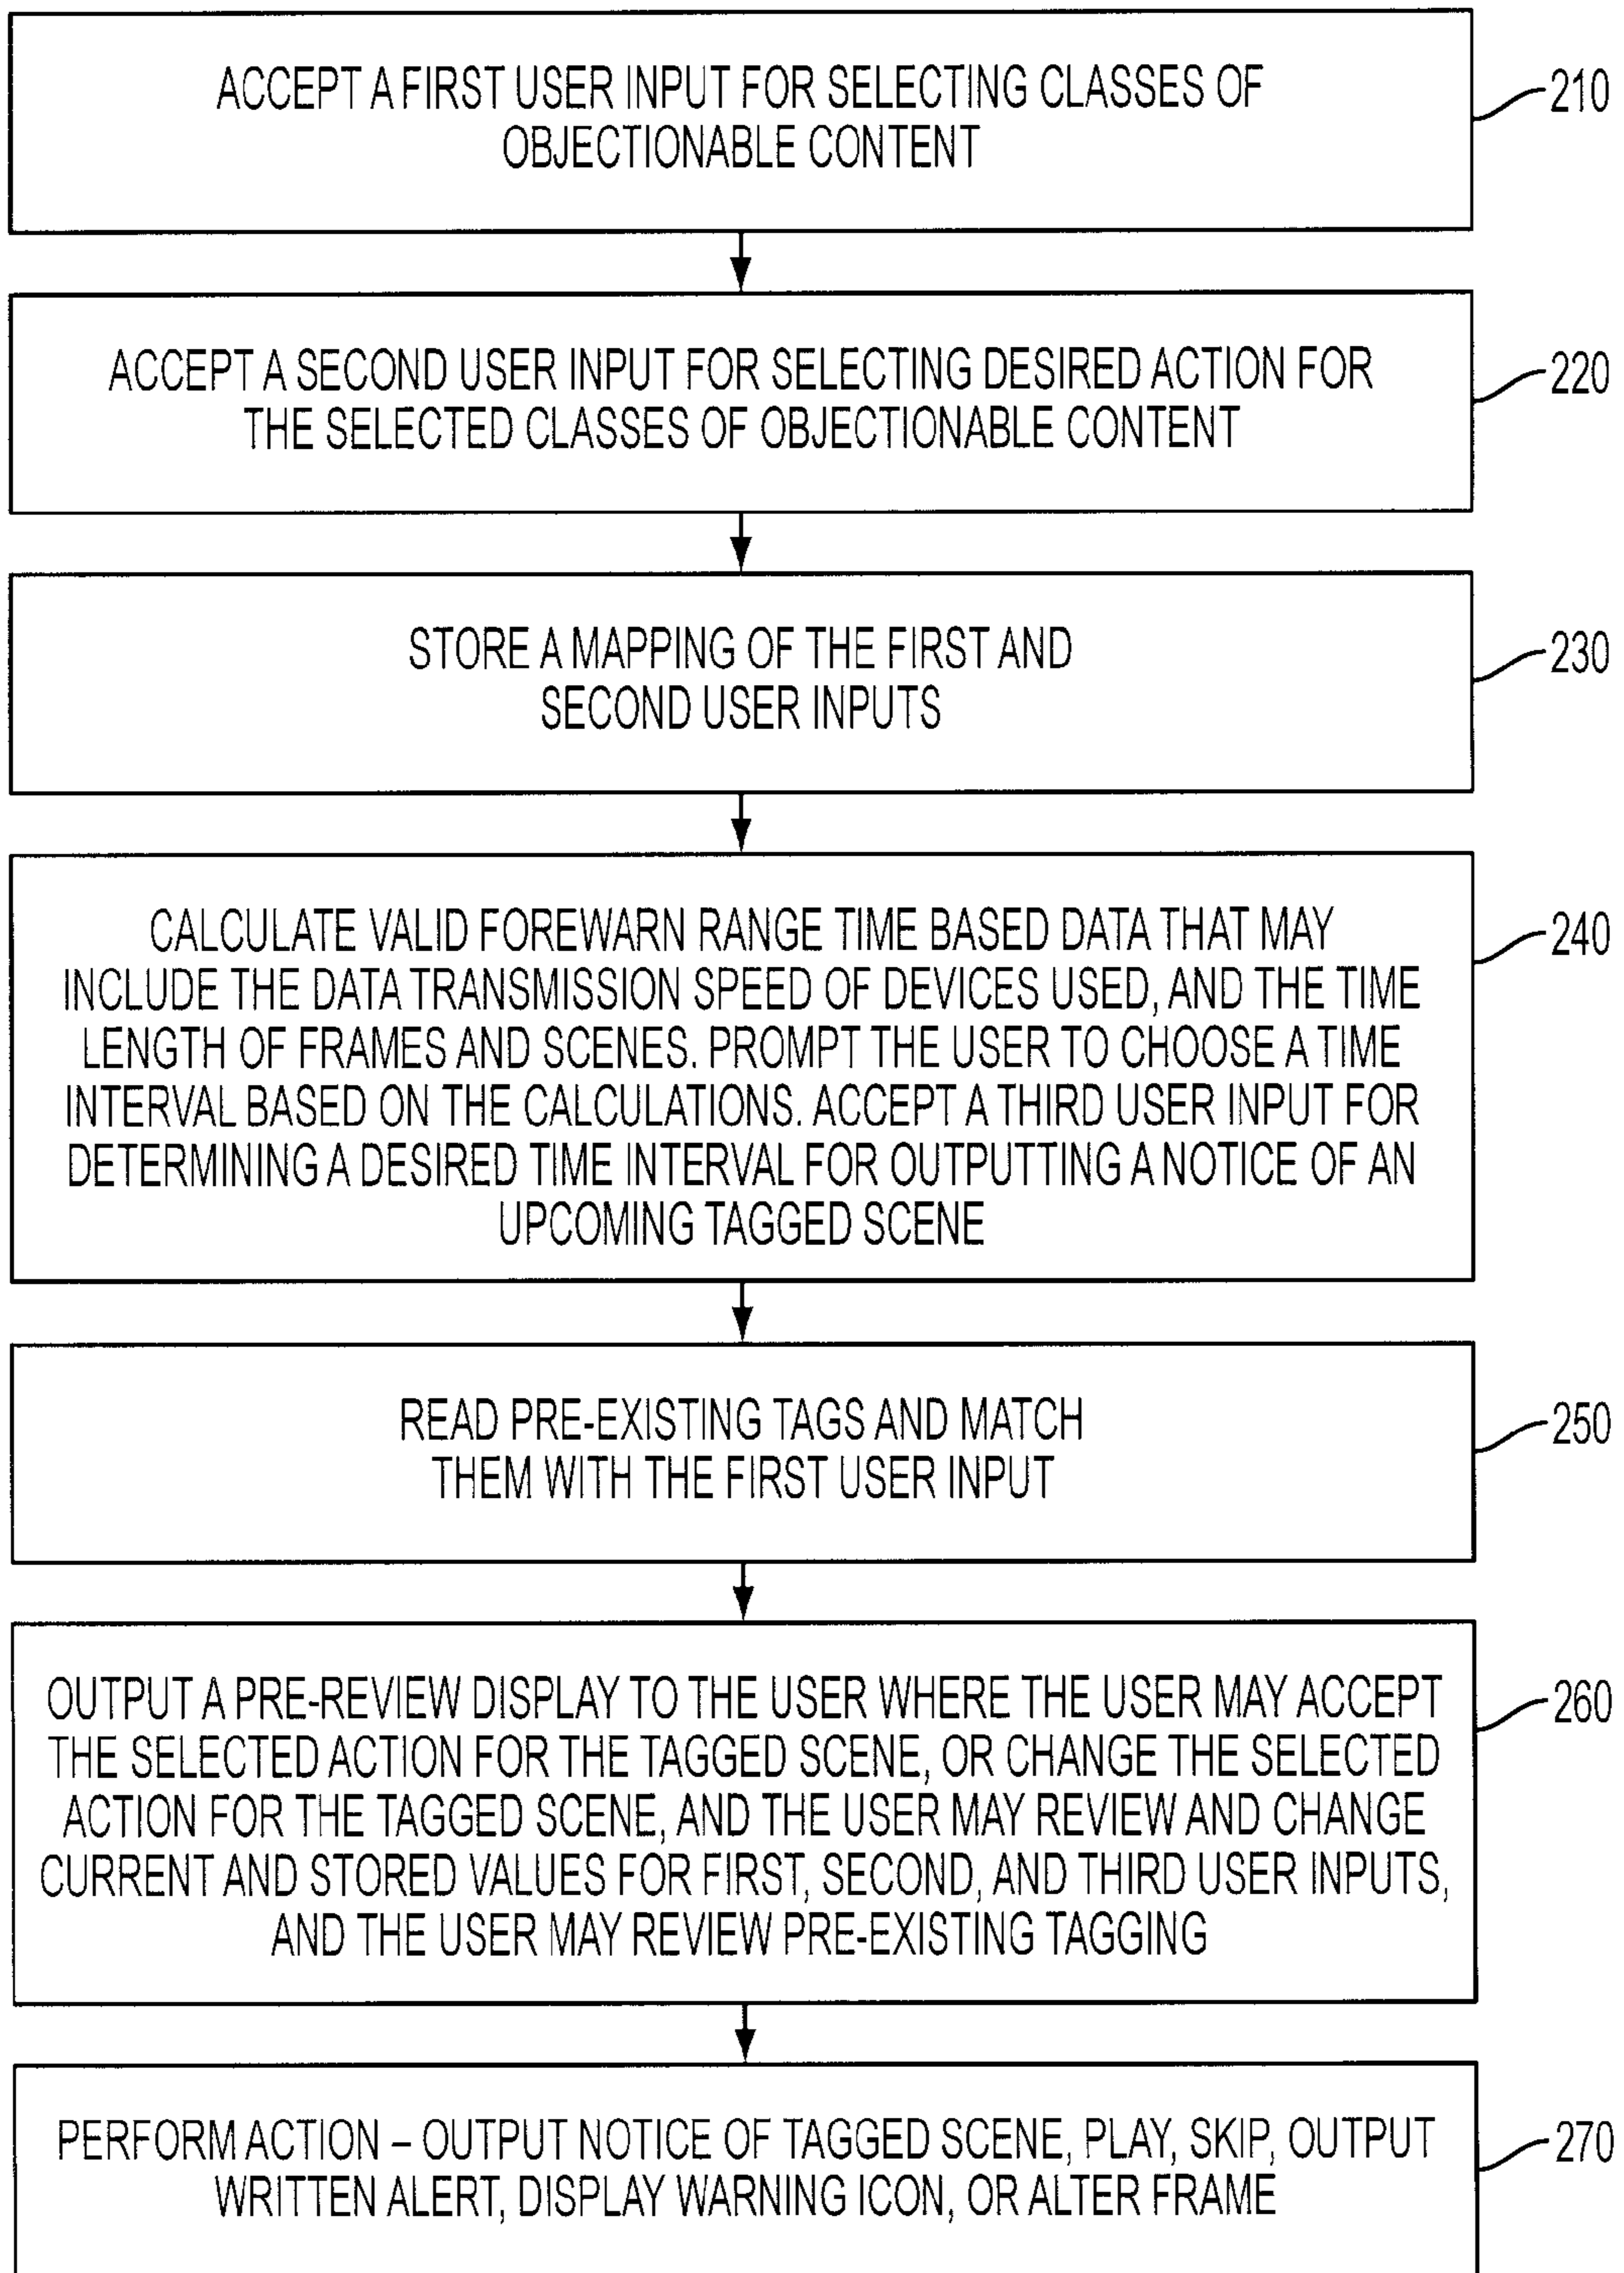 ACCEPT A FIRST USER INPUT FOR SELECTING CLASSES OF
OBJECTIONABLE CONTENT
210
ACCEPT A SECOND USER INPUT FOR SELECTING DESIRED ACTION FOR
THE SELECTED CLASSES OF OBJECTIONABLE CONTENT
220
STORE A MAPPING OF THE FIRST AND
SECOND USER INPUTS
230
CALCULATE VALID FOREWARN RANGE TIME BASED DATA THAT MAY
INCLUDE THE DATA TRANSMISSION SPEED OF DEVICES USED, AND THE TIME
LENGTH OF FRAMES AND SCENES. PROMPT THE USER TO CHOOSE A TIME
INTERVAL BASED ON THE CALCULATIONS. ACCEPT A THIRD USER INPUT FOR
DETERMINING A DESIRED TIME INTERVAL FOR OUTPUTTING A NOTICE OF AN
UPCOMING TAGGED SCENE
240
READ PRE-EXISTING TAGS AND MATCH
THEM WITH THE FIRST USER INPUT
250
OUTPUT A PRE-REVIEW DISPLAY TO THE USER WHERE THE USER MAY ACCEPT
THE SELECTED ACTION FOR THE TAGGED SCENE, OR CHANGE THE SELECTED
ACTION FOR THE TAGGED SCENE, AND THE USER MAY REVIEW AND CHANGE
CURRENT AND STORED VALUES FOR FIRST, SECOND, AND THIRD USER INPUTS,
AND THE USER MAY REVIEW PRE-EXISTING TAGGING
260
PERFORM ACTION – OUTPUT NOTICE OF TAGGED SCENE, PLAY, SKIP, OUTPUT
WRITTEN ALERT, DISPLAY WARNING ICON, OR ALTER FRAME
270